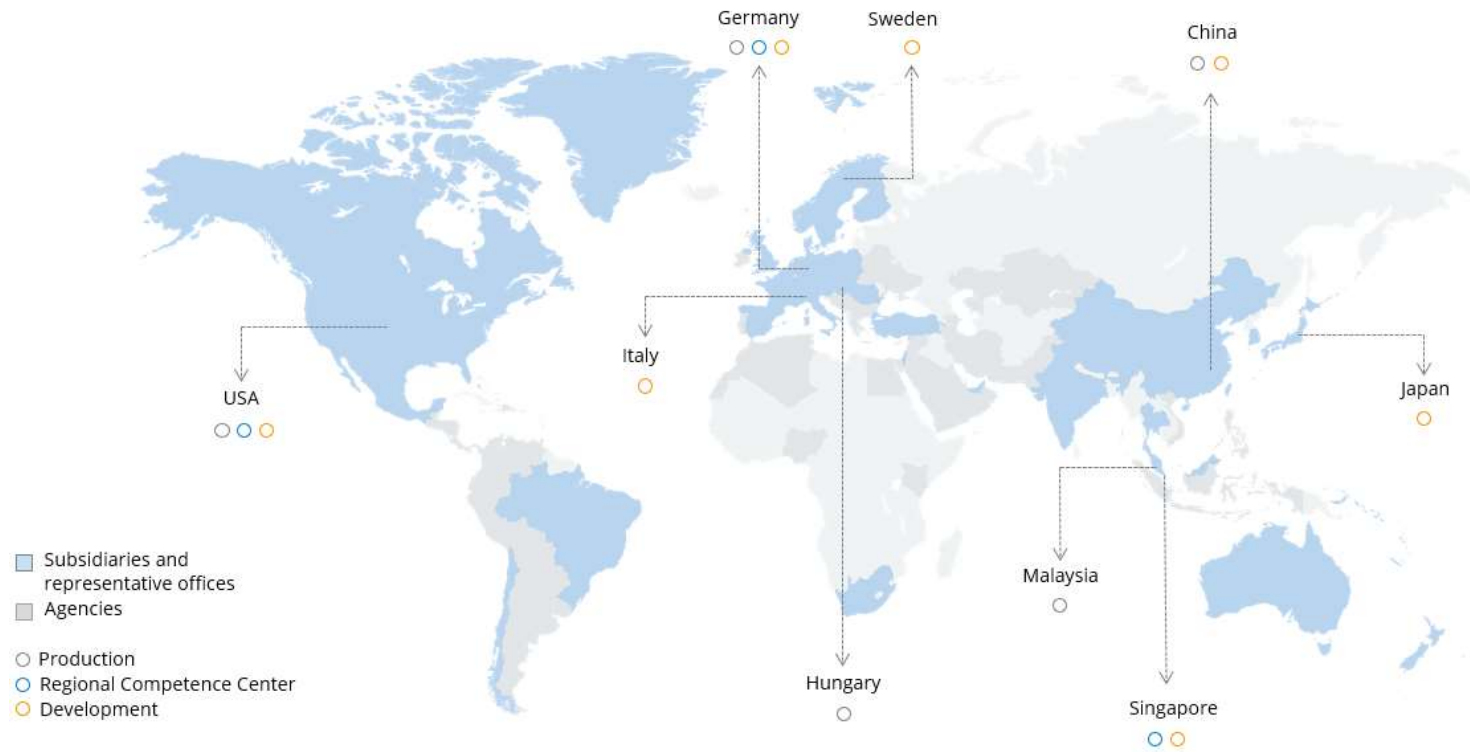 Germany
Sweden
China
Italy
USA
Japan
Subsidiaries and
representative offices
Agencies
Malaysia
Production
Regional Competence Center
Development
Hungary
Singapore